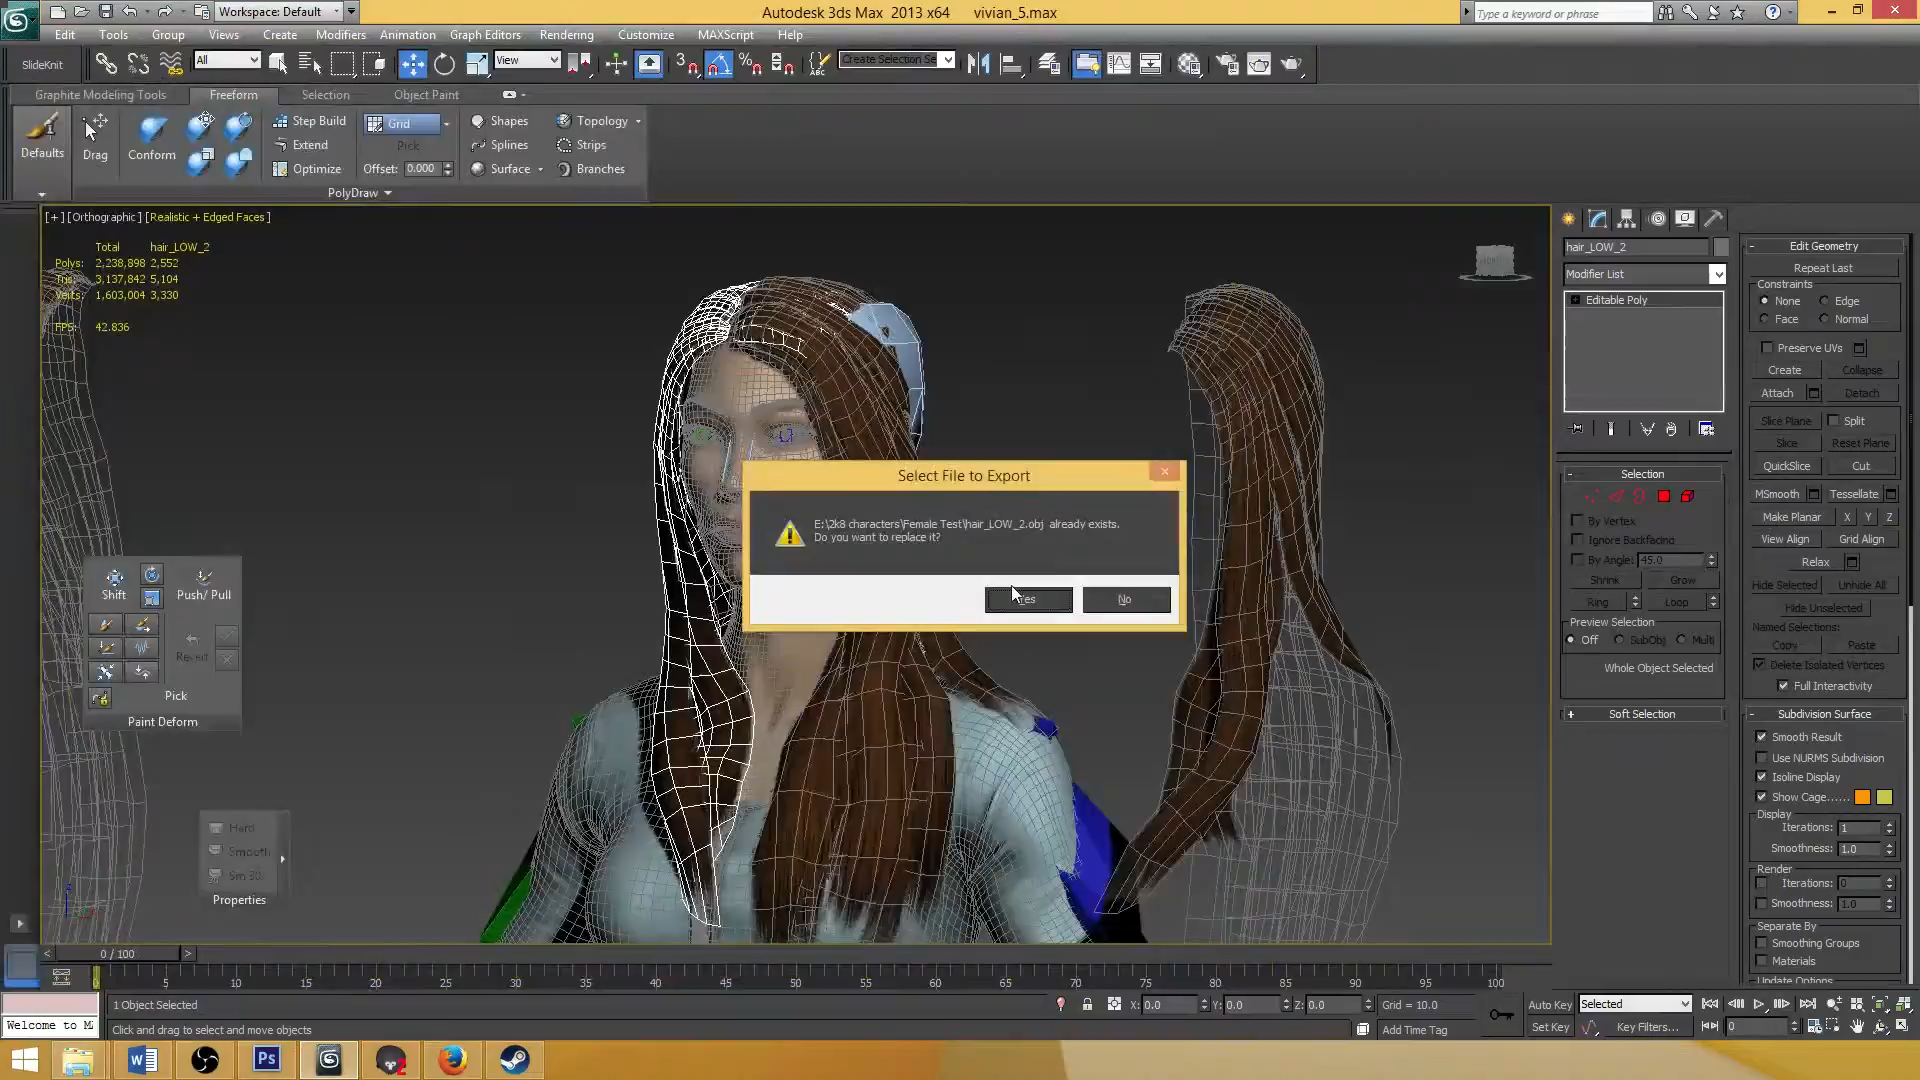 Workspace: Default
Autodesk 3ds Max 2013 x64 vivian_5.max
Type a keyword or phrase
Edit Tools Group Views Create Modifiers Animation Graph Editors Rendering Customize MAXScript Help
SlideKnit
All
View
3
Create Selection Se
Graphite Modeling Tools Freeform Selection Object Paint
Defaults
Drag
Conform
Step Build
Extend
Optimize
Grid
Pick
Offset: 0.000
Shapes
Splines
Surface
Topology
Strips
Branches
PolyDraw
[+] [Orthographic] [Realistic + Edged Faces]
Total hair_LOW_2
Polys: 2,238,898 2,552
Tris: 3,137,842 5,104
Verts: 1,603,004 3,330
FPS: 42.836
Select File to Export
E:\2k8 characters\Female Test\hair_LOW_2.obj already exists.
Do you want to replace it?
Yes No
Shift
Push/ Pull
Revert
Pick
Paint Deform
Hard
Smooth
Sm 30
Properties
hair_LOW_2
Modifier List
Editable Poly
Selection
By Vertex
Ignore Backfacing
By Angle: 45.0
Shrink Grow
Ring Loop
Preview Selection
Off SubObj Multi
Whole Object Selected
Soft Selection
Edit Geometry
Repeat Last
Constraints
None Edge
Face Normal
Preserve UVs
Create Collapse
Attach Detach
Slice Plane Split
Slice Reset Plane
QuickSlice Cut
MSmooth Tessellate
Make Planar X Y Z
View Align Grid Align
Relax
Hide Selected Unhide All
Hide Unselected
Named Selections:
Copy Paste
Delete Isolated Vertices
Full Interactivity
Subdivision Surface
Smooth Result
Use NURMS Subdivision
Isoline Display
Show Cage......
Display
Iterations: 1
Smoothness: 1.0
Render
Iterations: 0
Smoothness: 1.0
Separate By
Smoothing Groups
Materials
Update Options
0 / 100
5 10 15 20 25 30 35 40 45 50 55 60 65 70 75 80 85 90 95 100
1 Object Selected
X: 0.0 Y: 0.0 Z: 0.0 Grid = 10.0
Auto Key Selected
Welcome to M
Click and drag to select and move objects
Add Time Tag
Set Key Key Filters...
0
Ps